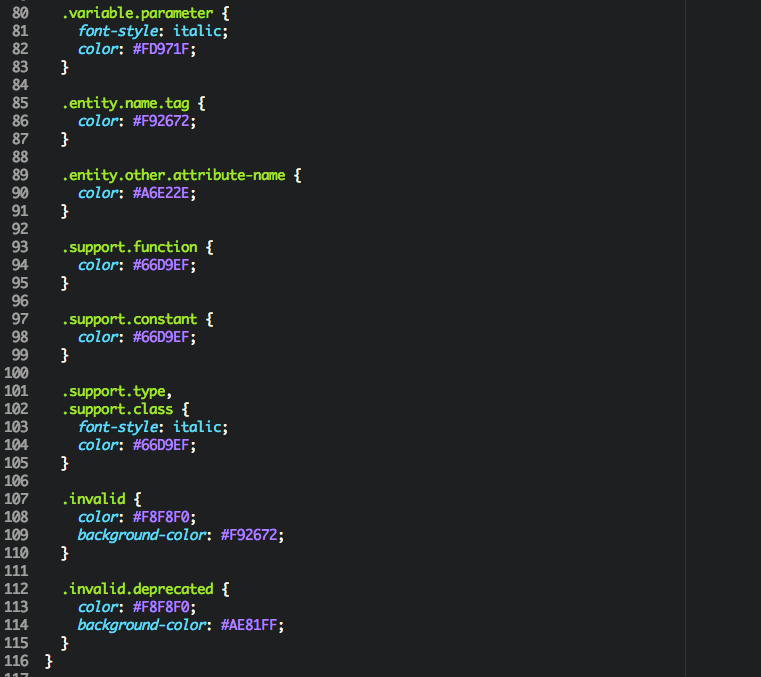 80 .variable.parameter {
81 font-style: italic;
82 color: #FD971F;
83 }
84
85 .entity.name.tag {
86 color: #F92672;
87 }
88
89 .entity.other.attribute-name {
90 color: #A6E22E;
91 }
92
93 .support.function {
94 color: #66D9EF;
95 }
96
97 .support.constant {
98 color: #66D9EF;
99 }
100
101 .support.type,
102 .support.class {
103 font-style: italic;
104 color: #66D9EF;
105 }
106
107 .invalid {
108 color: #F8F8F0;
109 background-color: #F92672;
110 }
111
112 .invalid.deprecated {
113 color: #F8F8F0;
114 background-color: #AE81FF;
115 }
116 }
117